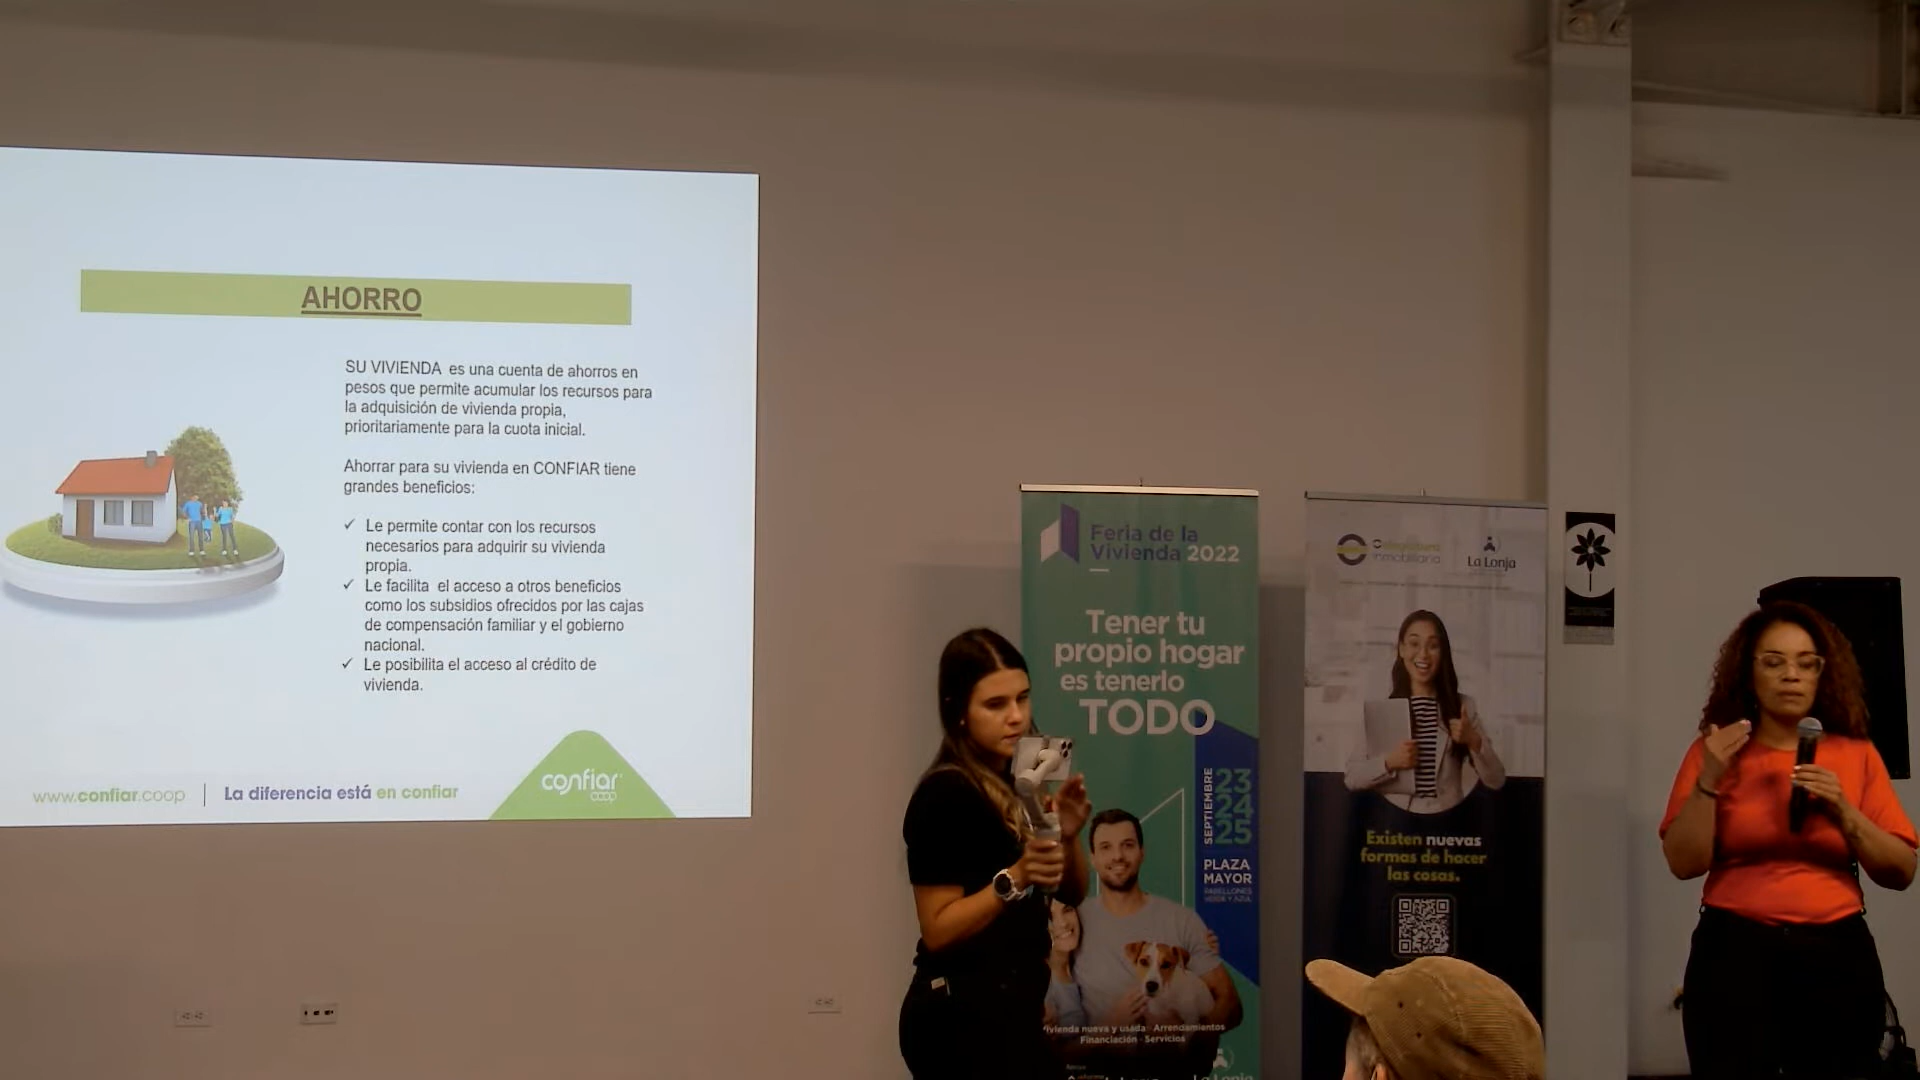 AHORRO
SU VIVIENDA es una cuenta de ahorros en
pesos que permite acumular los recursos para
la adquisición de vivienda propia,
prioritariamente para la cuota inicial.
Ahorrar para su vivienda en CONFIAR tiene
grandes beneficios:
✓ Le permite contar con los recursos
necesarios para adquirir su vivienda
propia.
✓ Le facilita el acceso a otros beneficios
como los subsidios ofrecidos por las cajas
de compensación familiar y el gobierno
nacional.
✓ Le posibilita el acceso al crédito de
vivienda.
www.confiar.coop | La diferencia está en confiar
confiar
coop
Feria de la
Vivienda 2022
Tener tu
propio hogar
es tenerlo
TODO
SEPTIEMBRE
23
24
25
PLAZA
MAYOR
PABELLONES
VERDE Y AZUL
Vivienda nueva y usada - Arrendamientos
Financiación - Servicios
La Lonja
inmobiliaria
La Lonja
Existen nuevas
formas de hacer
las cosas.